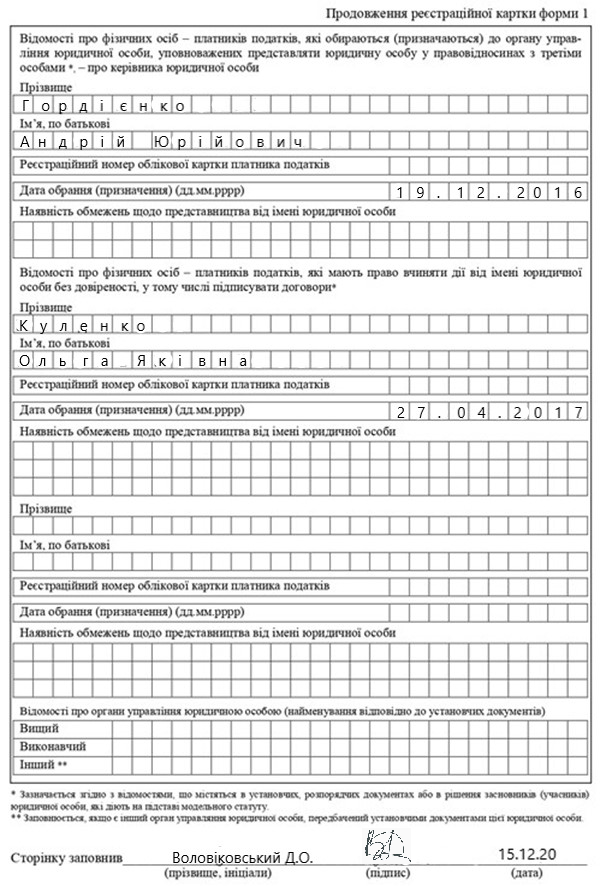 Продовження реєстраційної картки форми 1
Відомості про фізичних осіб – платників податків, які обираються (призначаються) до органу управ-
ління юридичної особи, уповноважених представляти юридичну особу у правовідносинах з третіми
особами *, – про керівника юридичної особи
Прізвище
Гордієнко
Ім’я, по батькові
Андрій Юрійович
Реєстраційний номер облікової картки платника податків
Дата обрання (призначення) (дд.мм.рррр) 19.12.2016
Наявність обмежень щодо представництва від імені юридичної особи
Відомості про фізичних осіб – платників податків, які мають право вчиняти дії від імені юридичної
особи без довіреності, у тому числі підписувати договори*
Прізвище
Куленко
Ім’я, по батькові
Ольга Яківна
Реєстраційний номер облікової картки платника податків
Дата обрання (призначення) (дд.мм.рррр) 27.04.2017
Наявність обмежень щодо представництва від імені юридичної особи
Прізвище
Ім’я, по батькові
Реєстраційний номер облікової картки платника податків
Дата обрання (призначення) (дд.мм.рррр)
Наявність обмежень щодо представництва від імені юридичної особи
Відомості про органи управління юридичною особою (найменування відповідно до установчих документів)
Вищий
Виконавчий
Інший **
* Зазначається згідно з відомостями, що містяться в установчих, розпорядчих документах або в рішення засновників (учасників)
юридичної особи, які діють на підставі модельного статуту.
** Заповнюється, якщо є інший орган управління юридичної особи, передбачений установчими документами цієї юридичної особи.
Сторінку заповнив Воловіковський Д.О. 15.12.20
(прізвище, ініціали) (підпис) (дата)